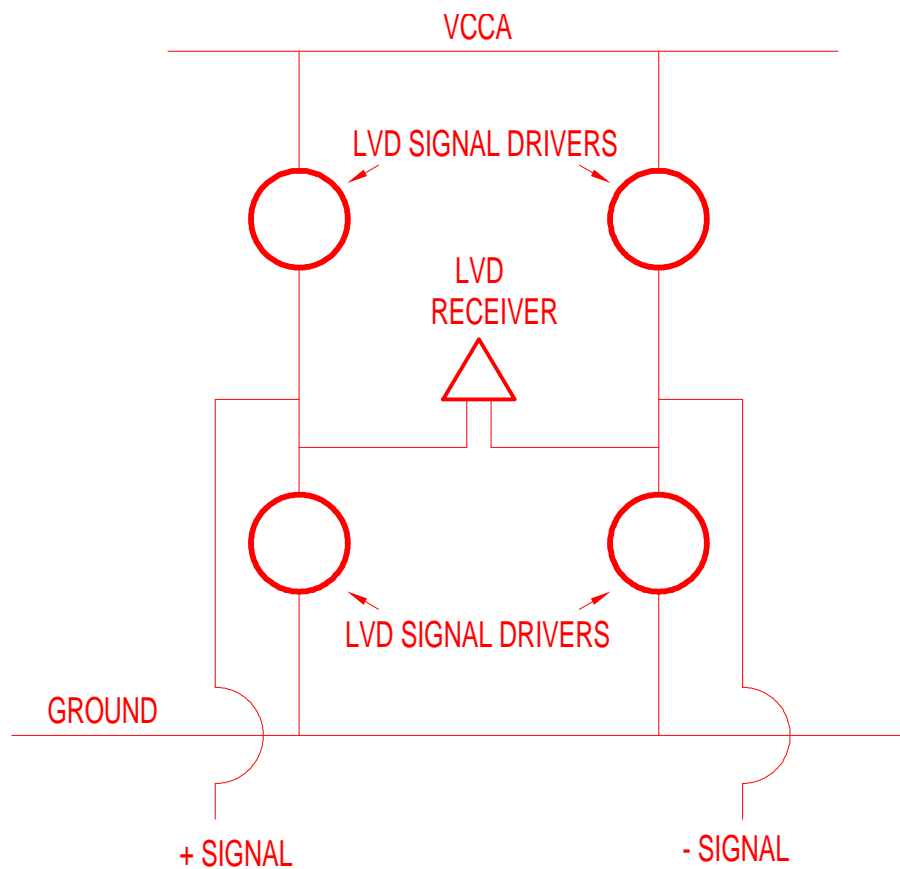 VCCA
LVD SIGNAL DRIVERS
LVD
RECEIVER
LVD SIGNAL DRIVERS
GROUND
+ SIGNAL
- SIGNAL